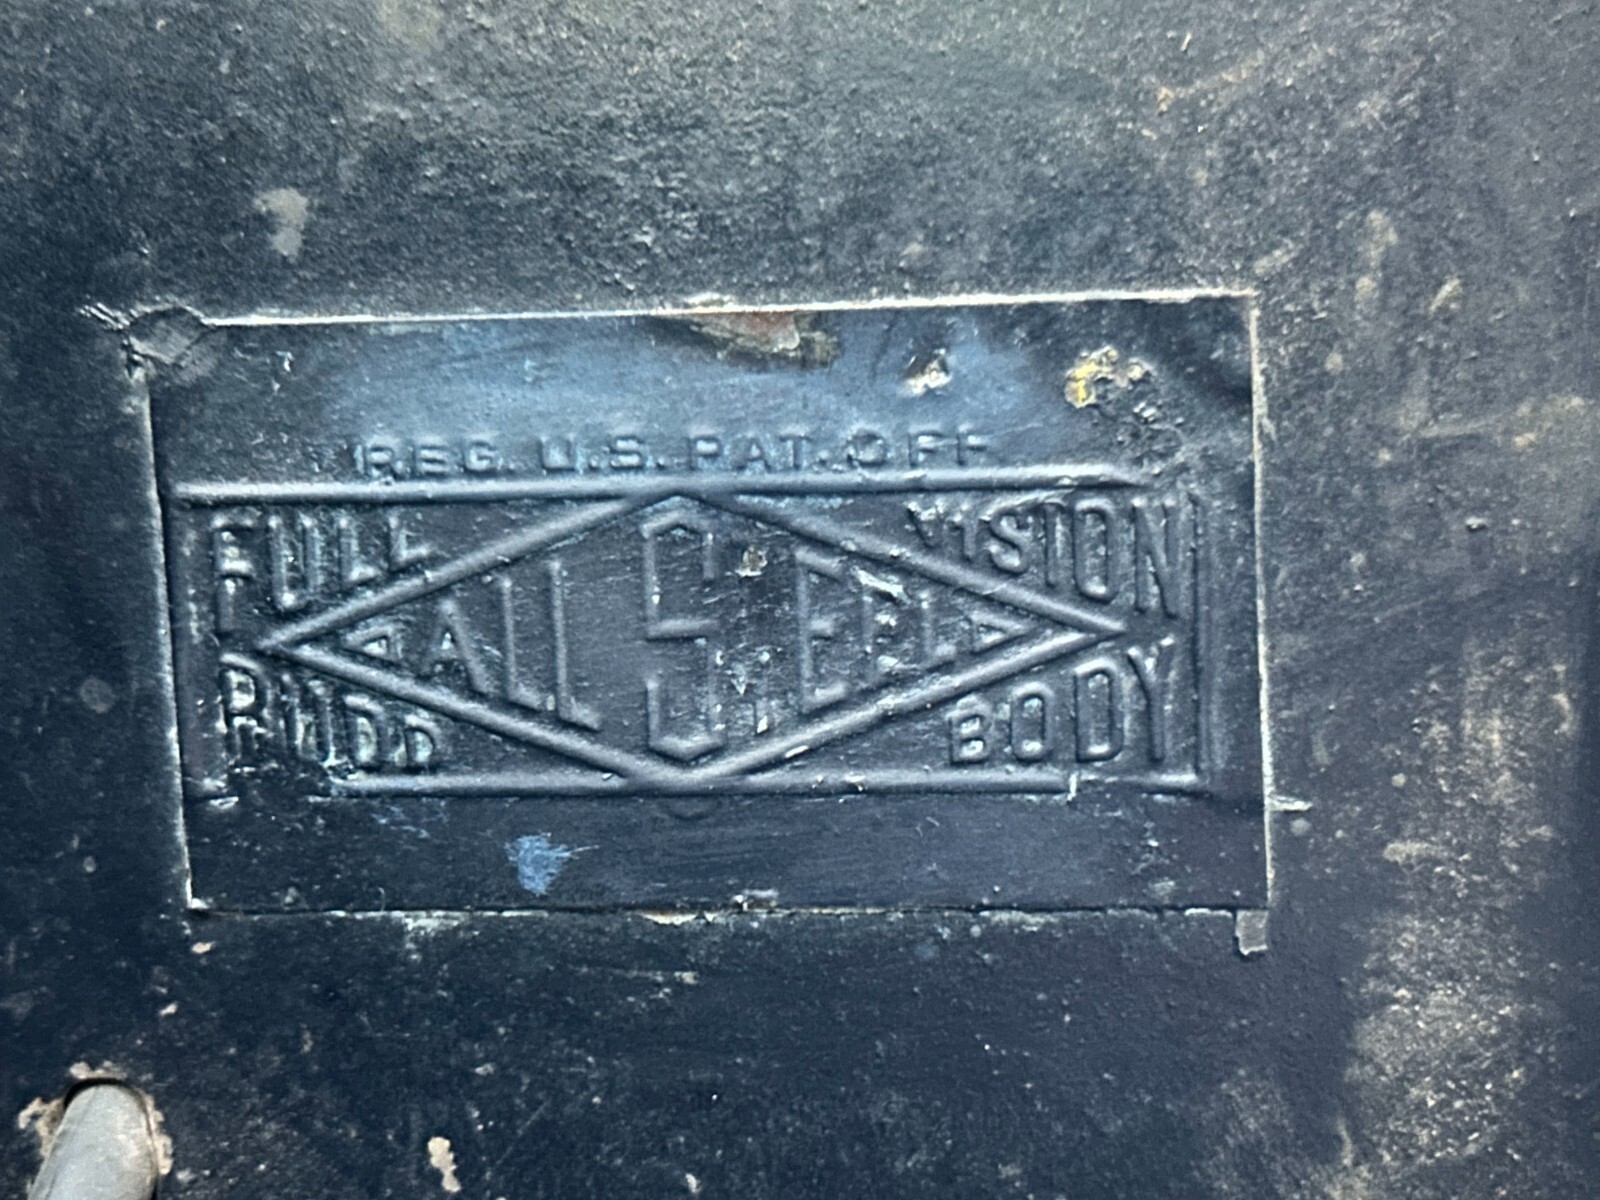 REG. U.S. PAT. OFF
FULL VISION
ALL STEEL
BUDD BODY